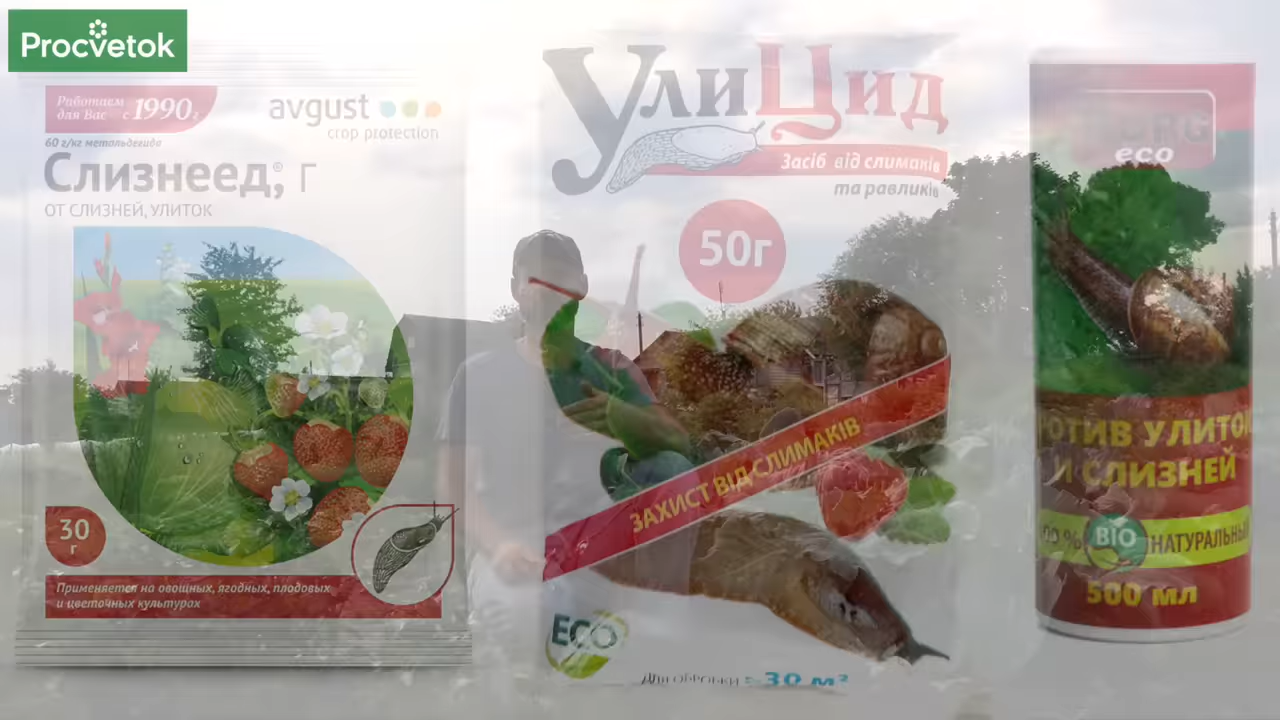 Procvetok
Работаем
для Вас с 1990 г
avgust
crop protection
60 г/кг метальдегида
Слизнеед®, Г
ОТ СЛИЗНЕЙ, УЛИТОК
30
г
Применяется на овощных, ягодных, плодовых
и цветочных культурах
УлиЦид
Засіб від слимаків
та равликів
50г
ЗАХИСТ ВІД СЛИМАКІВ
ECO
ДЛЯ ОБРОБКИ ≈ 30 м²
eco
УЛИТОК
И СЛИЗНЕЙ
BIO
НАТУРАЛЬНЫЙ
500 мл